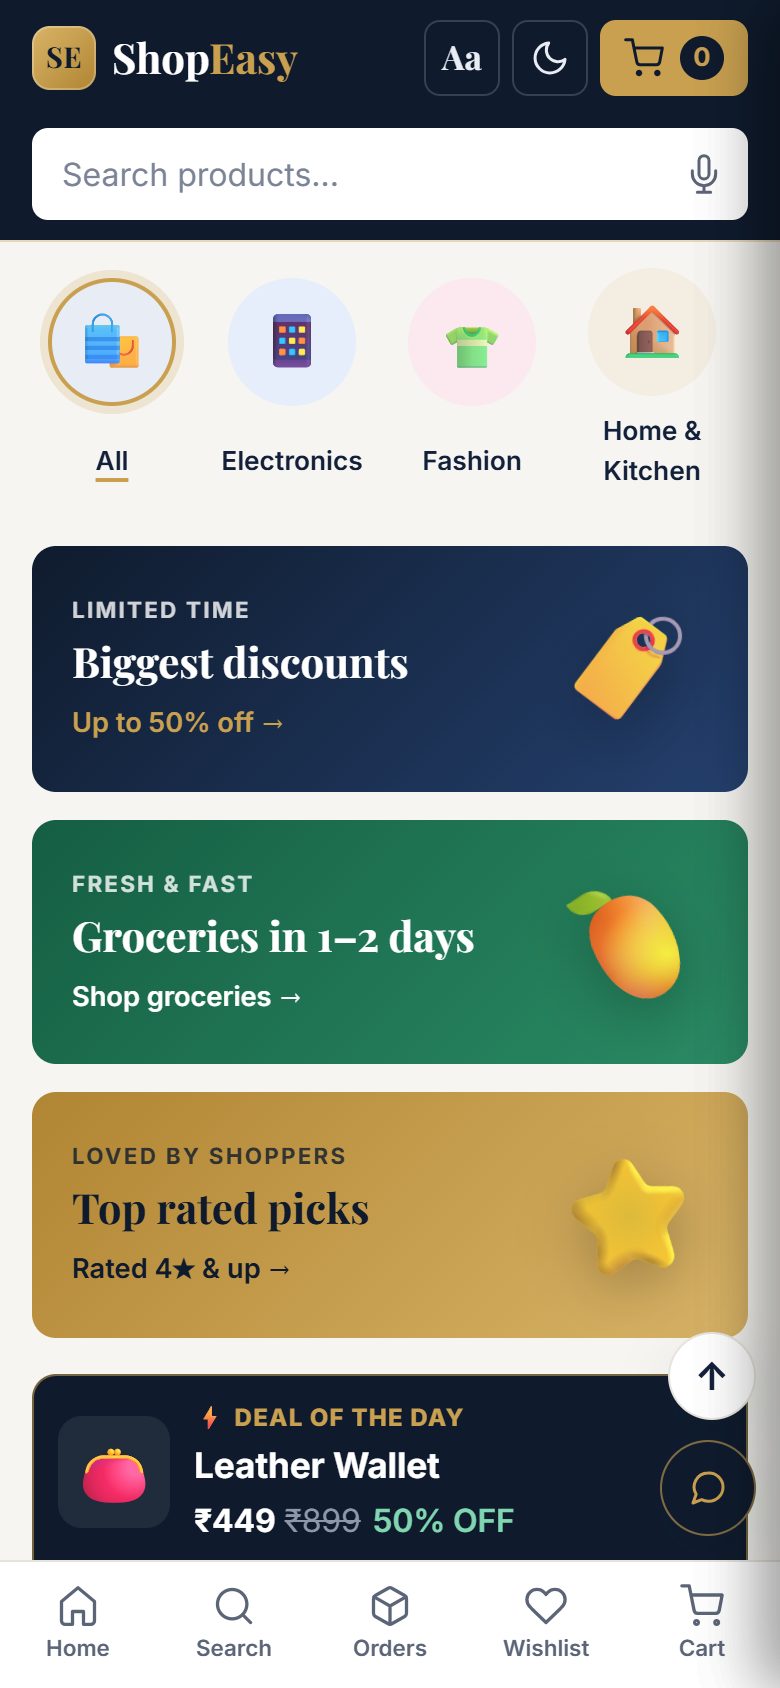 SE ShopEasy Aa 0
Search products...
All
Electronics
Fashion
Home &
Kitchen
LIMITED TIME
Biggest discounts
Up to 50% off →
FRESH & FAST
Groceries in 1–2 days
Shop groceries →
LOVED BY SHOPPERS
Top rated picks
Rated 4★ & up →
DEAL OF THE DAY
Leather Wallet
₹449 ₹899 50% OFF
Home Search Orders Wishlist Cart